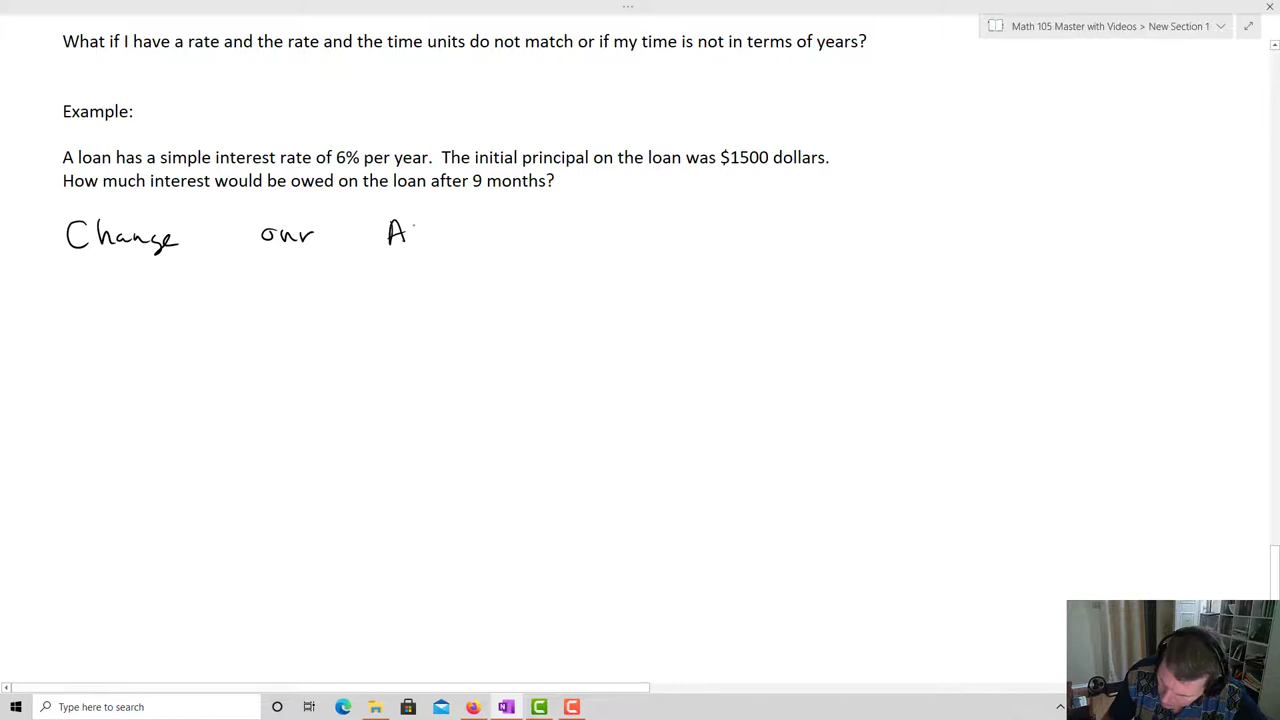 ...
Math 105 Master with Videos > New Section 1
What if I have a rate and the rate and the time units do not match or if my time is not in terms of years?
Example:
A loan has a simple interest rate of 6% per year.  The initial principal on the loan was $1500 dollars.
How much interest would be owed on the loan after 9 months?
Change our A
Type here to search